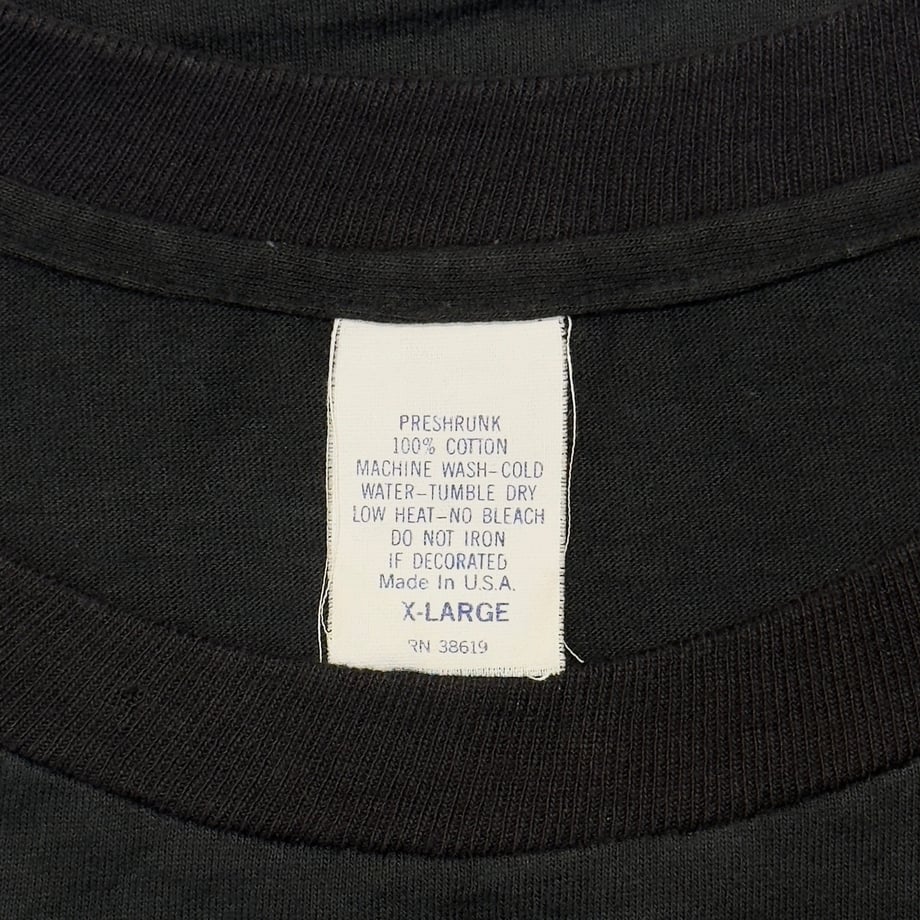 PRESHRUNK
100% COTTON
MACHINE WASH-COLD
WATER-TUMBLE DRY
LOW HEAT-NO BLEACH
DO NOT IRON
IF DECORATED
Made In U.S.A.
X-LARGE
RN 38619